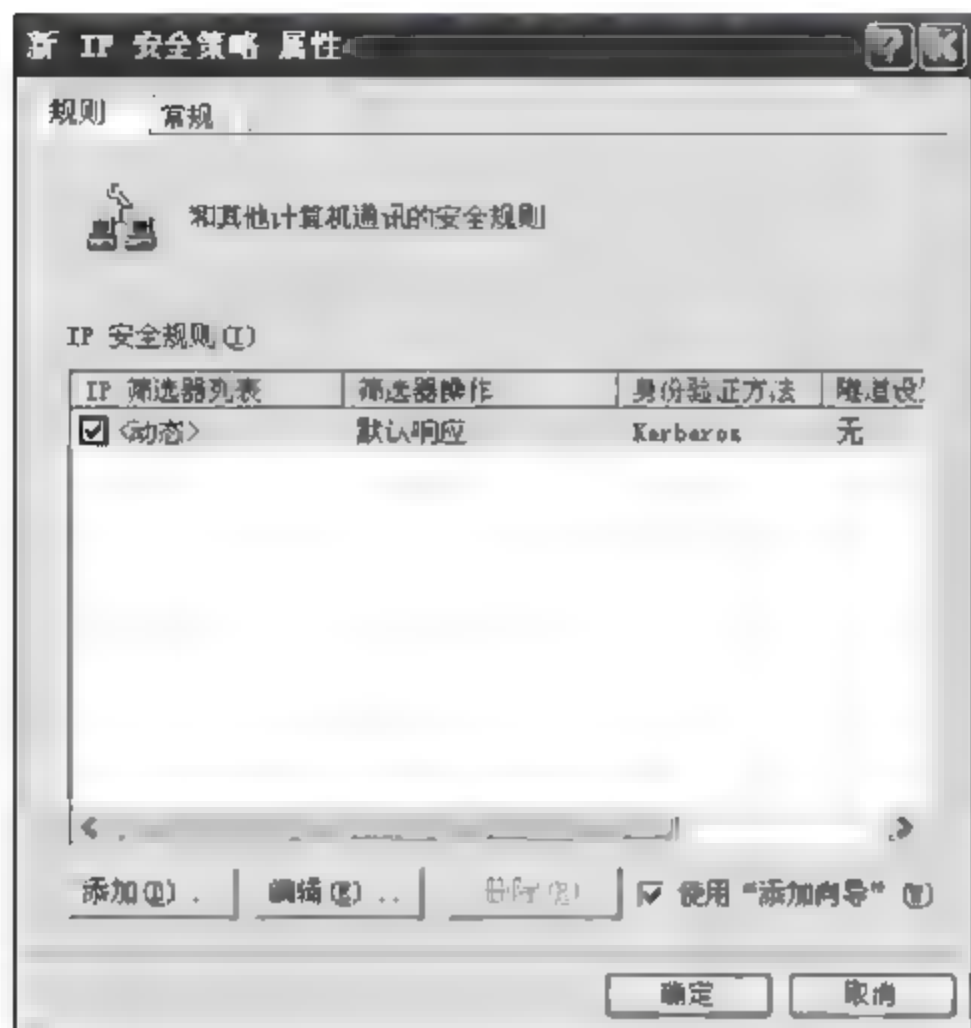 新 IP 安全策略 属性
规则 常规
和其他计算机通讯的安全规则
IP 安全规则(I)
IP 筛选器列表 筛选器操作 身份验证方法 隧道设
<动态> 默认响应 Kerberos 无
添加(D). 编辑(E).. 删除(R) 使用 "添加向导" (W)
确定 取消